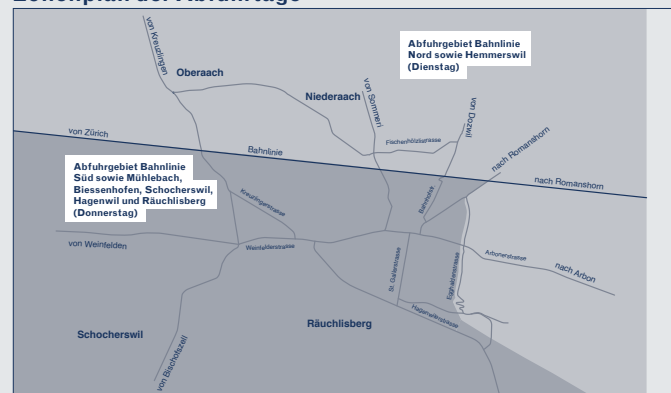 Zonenplan der Abfuhrtage
von Kreuzlingen
Oberaach
Abfuhrgebiet Bahnlinie
Nord sowie Hemmerswil
(Dienstag)
Niederaach
von Sommeri
von Dozwil
Fischenhölzlistrasse
von Zürich
Bahnlinie
nach Romanshorn
nach Romanshorn
Abfuhrgebiet Bahnlinie
Süd sowie Mühlebach,
Biessenhofen, Schocherswil,
Hagenwil und Räuchlisberg
(Donnerstag)
Kreuzlingerstrasse
Bahnhofstr.
von Weinfelden
Weinfelderstrasse
St. Gallerstrasse
Egghaldenstrasse
Arbonerstrasse
nach Arbon
Hagenwilerstrasse
Schocherswil
Räuchlisberg
von Bischofszell